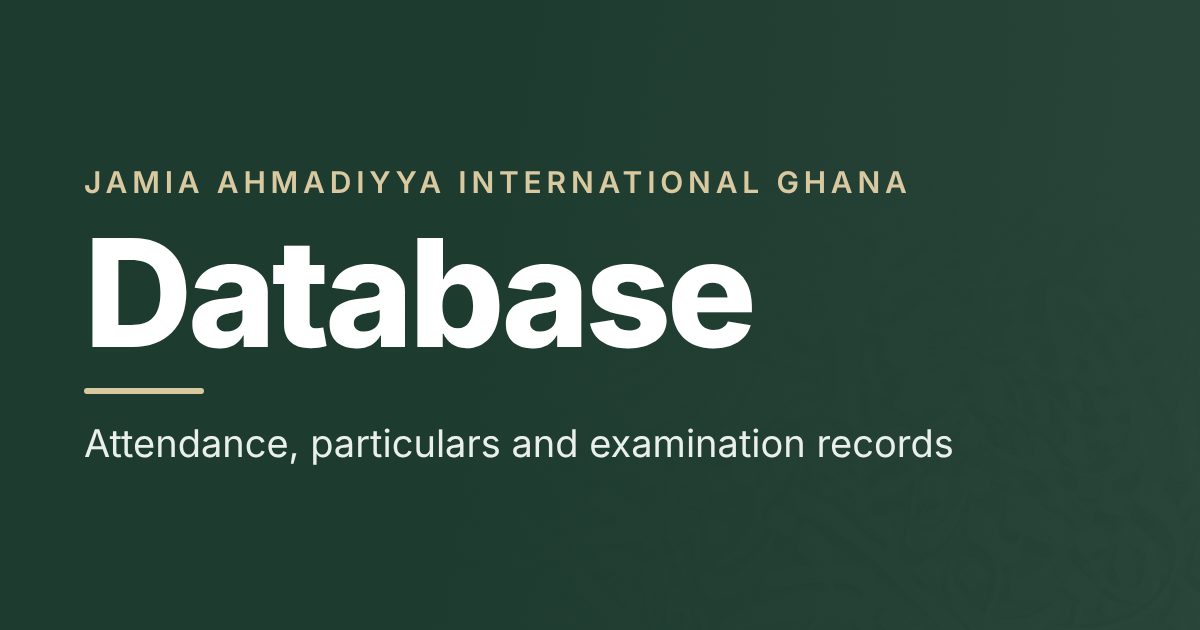 JAMIA AHMADIYYA INTERNATIONAL GHANA
Database
Attendance, particulars and examination records